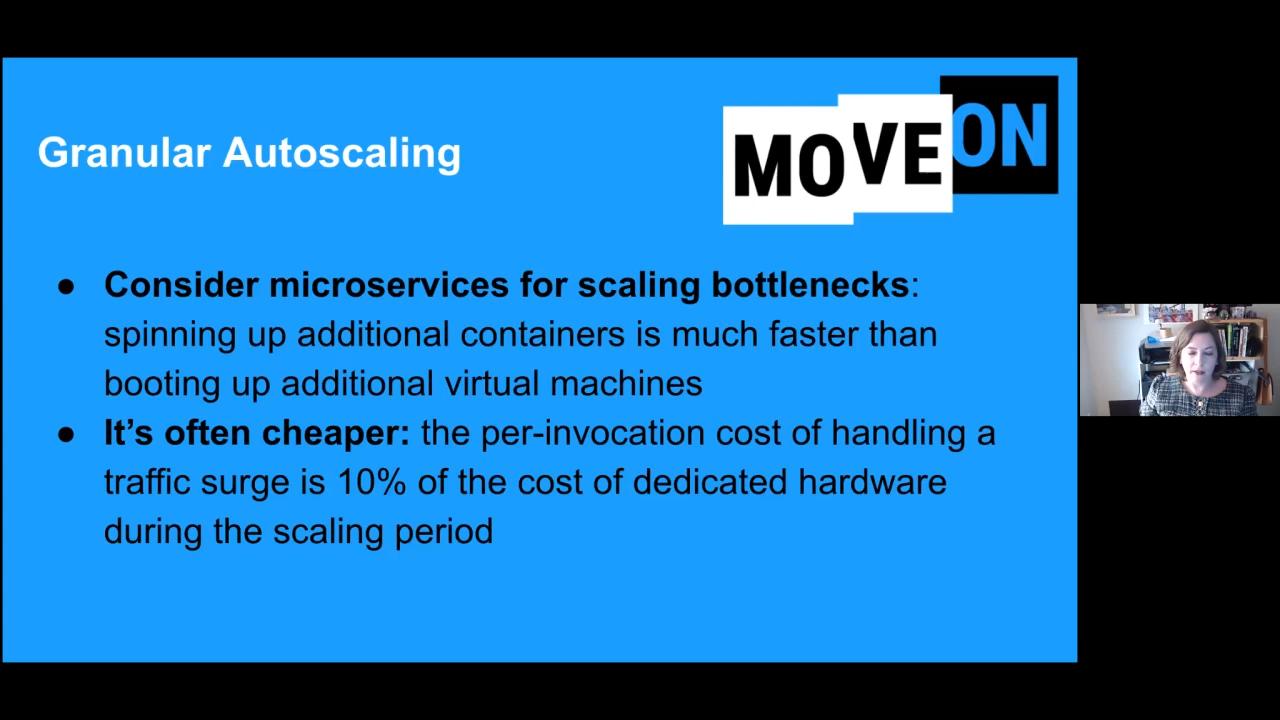 MOVEON
Granular Autoscaling
● Consider microservices for scaling bottlenecks:
spinning up additional containers is much faster than
booting up additional virtual machines
● It’s often cheaper: the per-invocation cost of handling a
traffic surge is 10% of the cost of dedicated hardware
during the scaling period